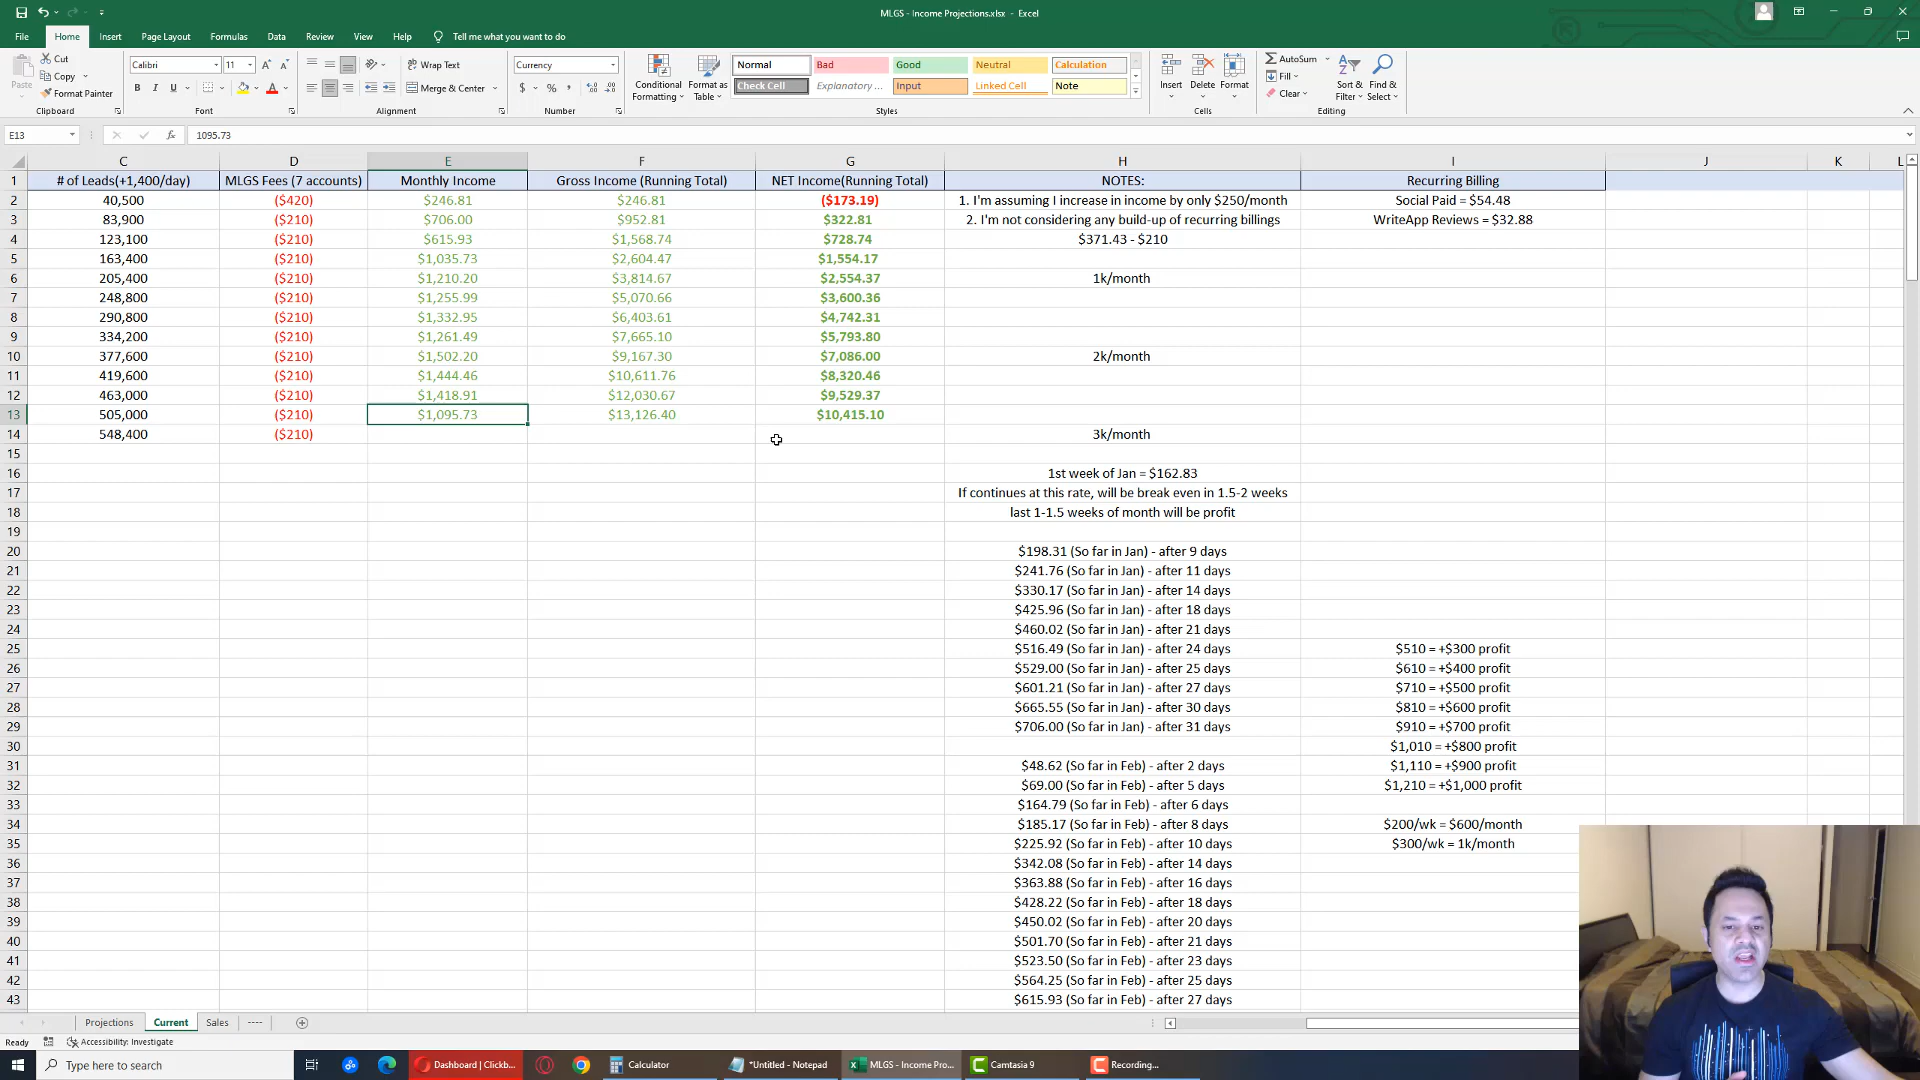 MLGS - Income Projections.xlsx - Excel
File Home Insert Page Layout Formulas Data Review View Help Tell me what you want to do
Paste Cut Copy Format Painter Clipboard
Calibri 11 A A B I U A Font
Wrap Text Merge & Center Alignment
Currency $ % , Number
Conditional Formatting Format as Table
Normal Bad Good Neutral Calculation
Check Cell Explanatory ... Input Linked Cell Note
Styles
Insert Delete Format Cells
AutoSum Fill Clear Sort & Filter Find & Select Editing
E13 fx 1095.73
C D E F G H I J K L
1 # of Leads(+1,400/day) MLGS Fees (7 accounts) Monthly Income Gross Income (Running Total) NET Income(Running Total) NOTES: Recurring Billing
2 40,500 ($420) $246.81 $246.81 ($173.19) 1. I'm assuming I increase in income by only $250/month Social Paid = $54.48
3 83,900 ($210) $706.00 $952.81 $322.81 2. I'm not considering any build-up of recurring billings WriteApp Reviews = $32.88
4 123,100 ($210) $615.93 $1,568.74 $728.74 $371.43 - $210
5 163,400 ($210) $1,035.73 $2,604.47 $1,554.17
6 205,400 ($210) $1,210.20 $3,814.67 $2,554.37 1k/month
7 248,800 ($210) $1,255.99 $5,070.66 $3,600.36
8 290,800 ($210) $1,332.95 $6,403.61 $4,742.31
9 334,200 ($210) $1,261.49 $7,665.10 $5,793.80
10 377,600 ($210) $1,502.20 $9,167.30 $7,086.00 2k/month
11 419,600 ($210) $1,444.46 $10,611.76 $8,320.46
12 463,000 ($210) $1,418.91 $12,030.67 $9,529.37
13 505,000 ($210) $1,095.73 $13,126.40 $10,415.10
14 548,400 ($210) 3k/month
15
16 1st week of Jan = $162.83
17 If continues at this rate, will be break even in 1.5-2 weeks
18 last 1-1.5 weeks of month will be profit
19
20 $198.31 (So far in Jan) - after 9 days
21 $241.76 (So far in Jan) - after 11 days
22 $330.17 (So far in Jan) - after 14 days
23 $425.96 (So far in Jan) - after 18 days
24 $460.02 (So far in Jan) - after 21 days
25 $516.49 (So far in Jan) - after 24 days $510 = +$300 profit
26 $529.00 (So far in Jan) - after 25 days $610 = +$400 profit
27 $601.21 (So far in Jan) - after 27 days $710 = +$500 profit
28 $665.55 (So far in Jan) - after 30 days $810 = +$600 profit
29 $706.00 (So far in Jan) - after 31 days $910 = +$700 profit
30 $1,010 = +$800 profit
31 $48.62 (So far in Feb) - after 2 days $1,110 = +$900 profit
32 $69.00 (So far in Feb) - after 5 days $1,210 = +$1,000 profit
33 $164.79 (So far in Feb) - after 6 days
34 $185.17 (So far in Feb) - after 8 days $200/wk = $600/month
35 $225.92 (So far in Feb) - after 10 days $300/wk = 1k/month
36 $342.08 (So far in Feb) - after 14 days
37 $363.88 (So far in Feb) - after 16 days
38 $428.22 (So far in Feb) - after 18 days
39 $450.02 (So far in Feb) - after 20 days
40 $501.70 (So far in Feb) - after 21 days
41 $523.50 (So far in Feb) - after 23 days
42 $564.25 (So far in Feb) - after 25 days
43 $615.93 (So far in Feb) - after 27 days
Projections Current Sales ----
Ready Accessibility: Investigate
Type here to search Dashboard | Clickb... Calculator *Untitled - Notepad MLGS - Income Pro... Camtasia 9 Recording...